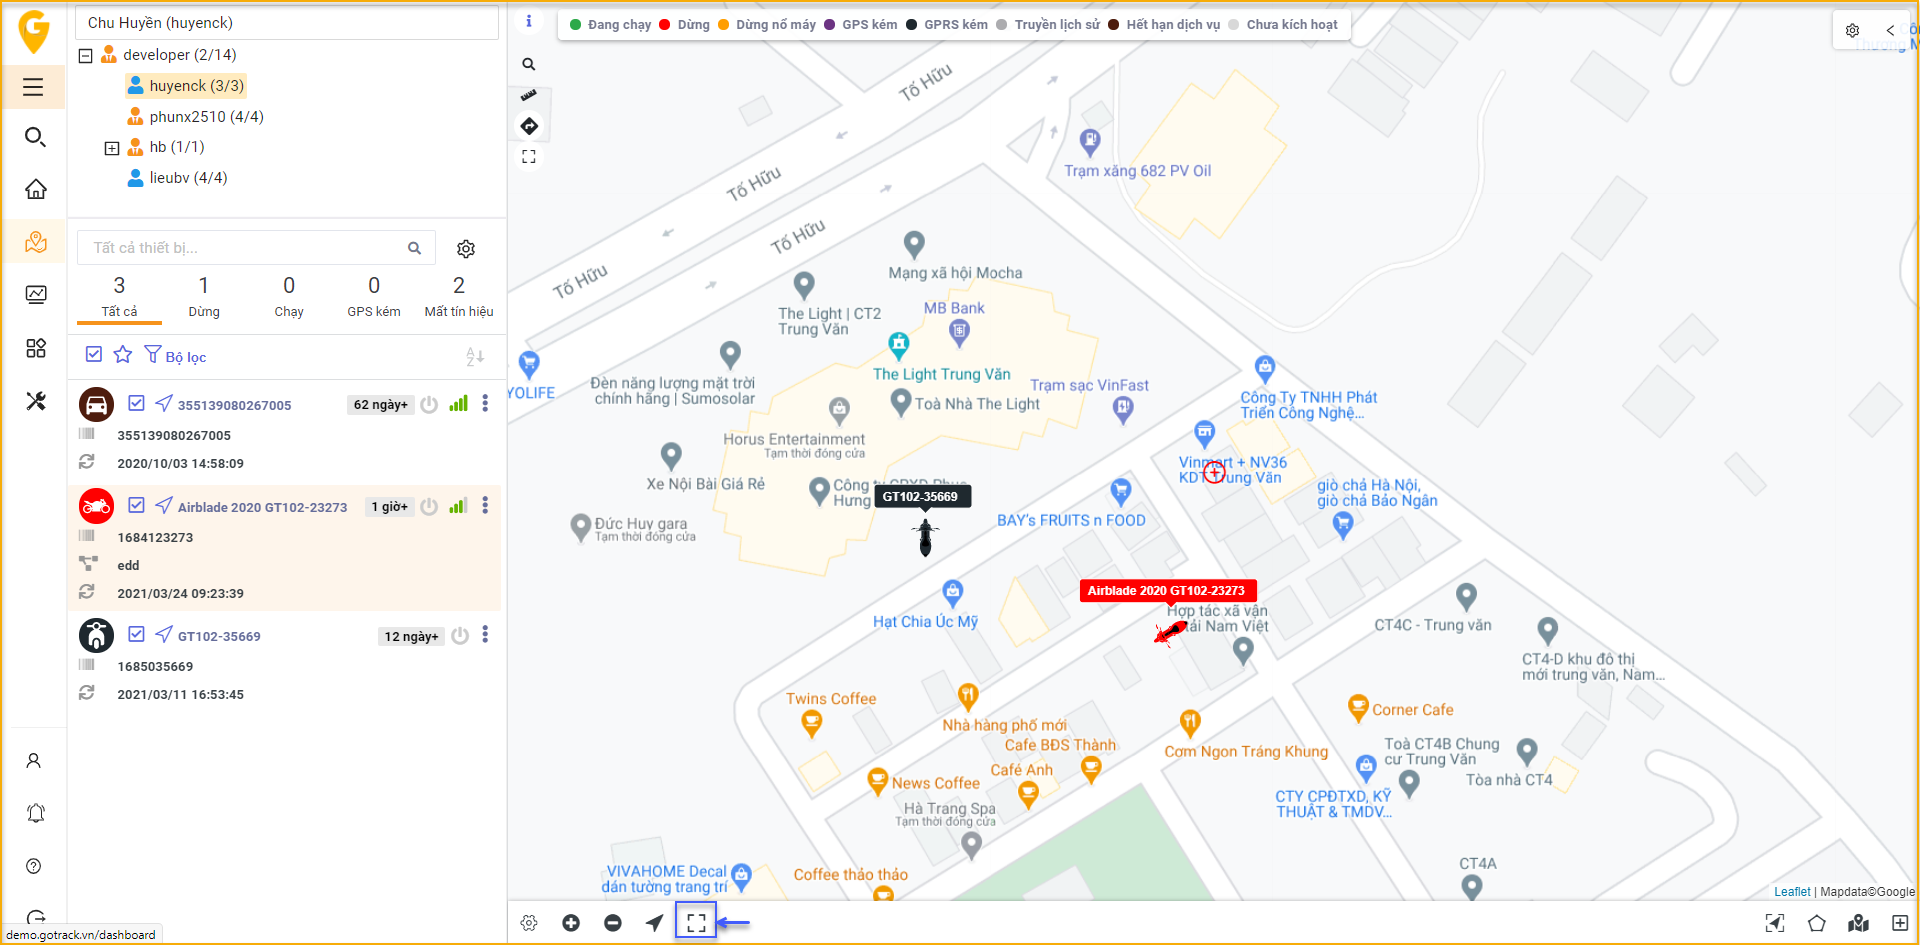 Chu Huyền (huyenck)
developer (2/14)
huyenck (3/3)
phunx2510 (4/4)
hb (1/1)
lieubv (4/4)
Tất cả thiết bị...
3
Tất cả
1
Dừng
0
Chạy
0
GPS kém
2
Mất tín hiệu
Bộ lọc
355139080267005
62 ngày+
355139080267005
2020/10/03 14:58:09
Airblade 2020 GT102-23273
1 giờ+
1684123273
edd
2021/03/24 09:23:39
GT102-35669
12 ngày+
1685035669
2021/03/11 16:53:45
demo.gotrack.vn/dashboard
Đang chạy
Dừng
Dừng nổ máy
GPS kém
GPRS kém
Truyền lịch sử
Hết hạn dịch vụ
Chưa kích hoạt
Tố Hữu
Tố Hữu
Tố Hữu
Tố Hữu
Trạm xăng 682 PV Oil
Mạng xã hội Mocha
The Light | CT2
Trung Văn
MB Bank
The Light Trung Văn
Trạm sạc VinFast
YOLIFE
Đèn năng lượng mặt trời
chính hãng | Sumosolar
Toà Nhà The Light
Công Ty TNHH Phát
Triển Công Nghệ...
Horus Entertainment
Tạm thời đóng cửa
Vinmart + NV36
KDT Trung Văn
Xe Nội Bài Giá Rẻ
Hưng
GT102-35669
giò chả Hà Nội,
giò chả Bảo Ngân
Đức Huy gara
Tạm thời đóng cửa
BAY's FRUITS n FOOD
Airblade 2020 GT102-23273
Hợp tác xã vận
tải Nam Việt
Hạt Chia Úc Mỹ
CT4C - Trung văn
CT4-D khu đô thị
mới trung văn, Nam...
Twins Coffee
Nhà hàng phố mới
Corner Cafe
Cafe BĐS Thành
Cơm Ngon Tráng Khung
Toà CT4B Chung
cư Trung Văn
Café Anh
News Coffee
Tòa nhà CT4
Hà Trang Spa
Tạm thời đóng cửa
CTY CPĐTXD, KỸ
THUẬT & TMDV...
VIVAHOME Decal
dán tường trang trí
Coffee thảo thảo
CT4A
Leaflet | Mapdata©Google